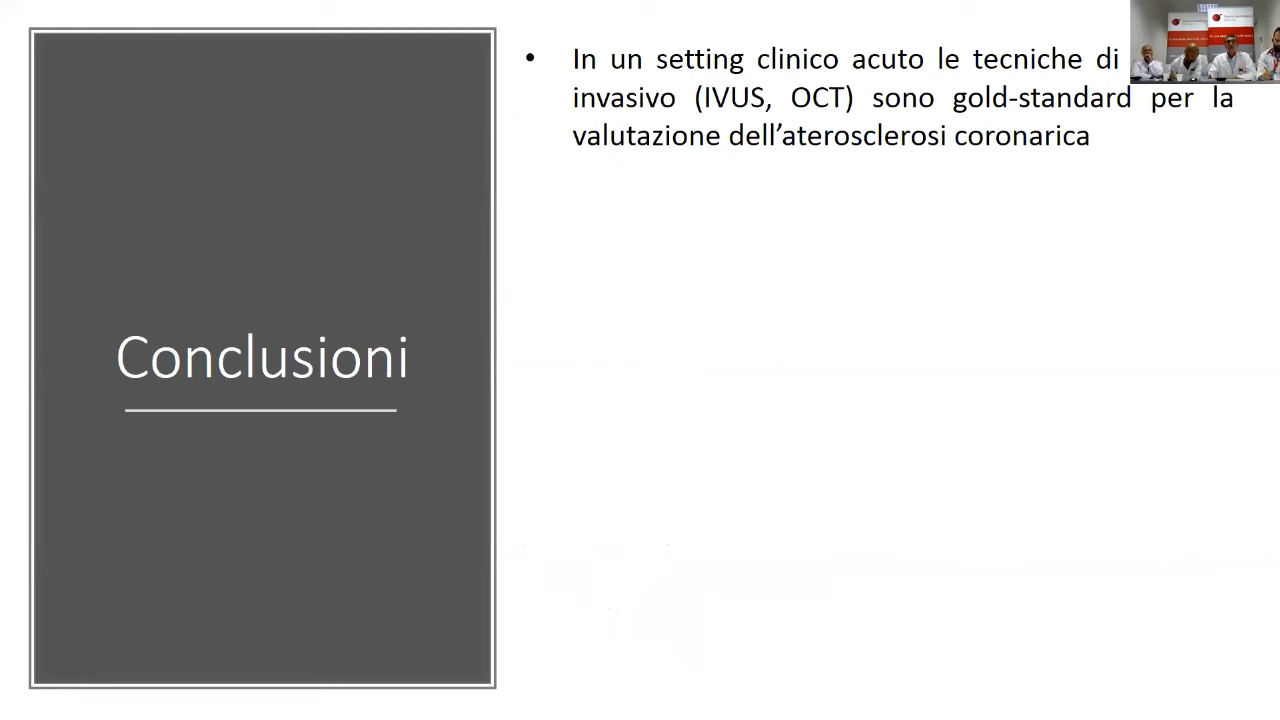 Conclusioni
• In un setting clinico acuto le tecniche di
invasivo (IVUS, OCT) sono gold-standard per la
valutazione dell’aterosclerosi coronarica